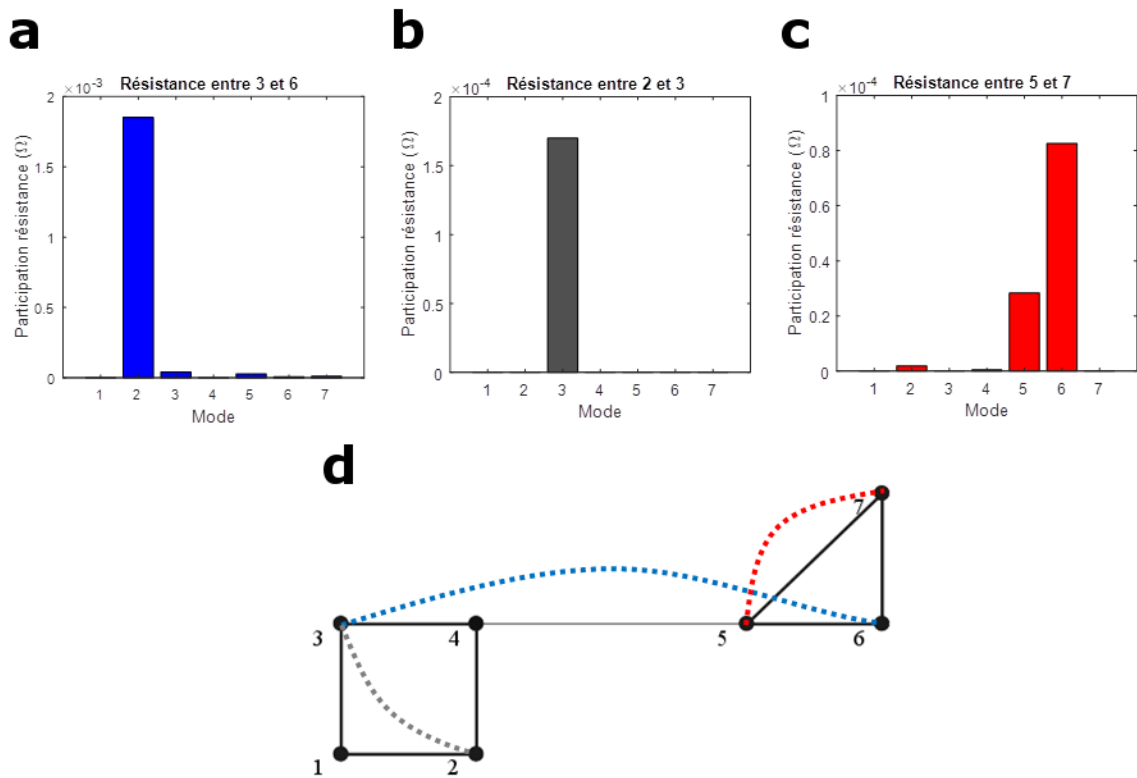 a
×10⁻³ Résistance entre 3 et 6
2
1.5
1
0.5
0
Participation résistance (Ω)
1 2 3 4 5 6 7
Mode
b
×10⁻⁴ Résistance entre 2 et 3
2
1.5
1
0.5
0
Participation résistance (Ω)
1 2 3 4 5 6 7
Mode
c
×10⁻⁴ Résistance entre 5 et 7
1
0.8
0.6
0.4
0.2
0
Participation résistance (Ω)
1 2 3 4 5 6 7
Mode
d
7
3 4 5 6
1 2